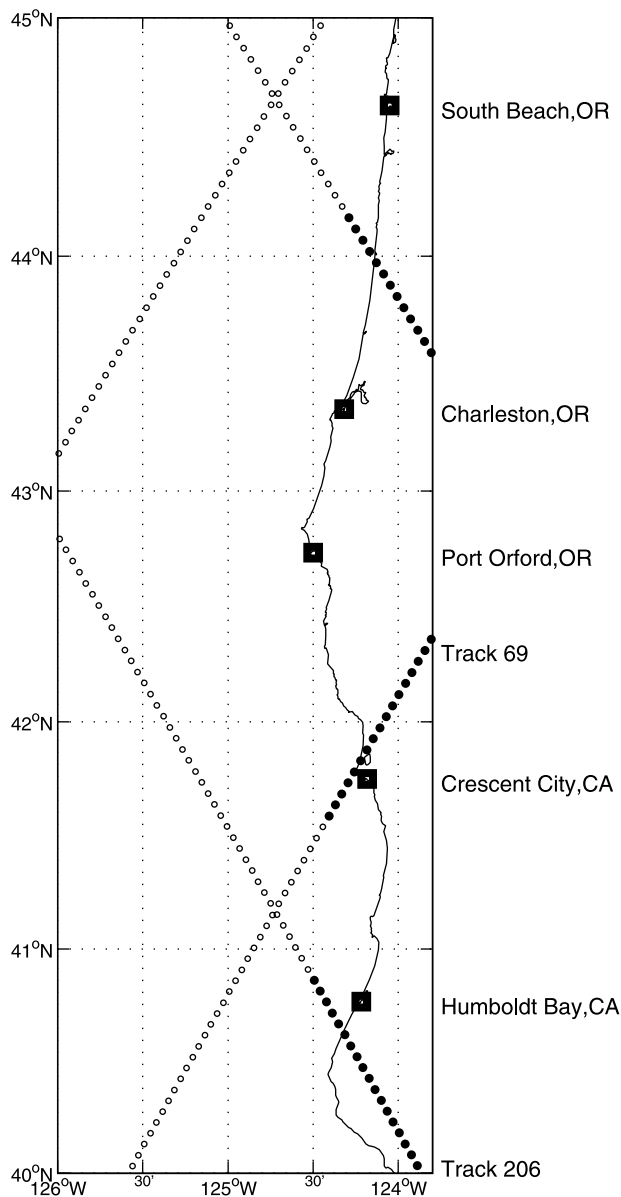 45°N
South Beach,OR
44°N
Charleston,OR
43°N
Port Orford,OR
Track 69
42°N
Crescent City,CA
41°N
Humboldt Bay,CA
40°N
Track 206
126°W 30' 125°W 30' 124°W